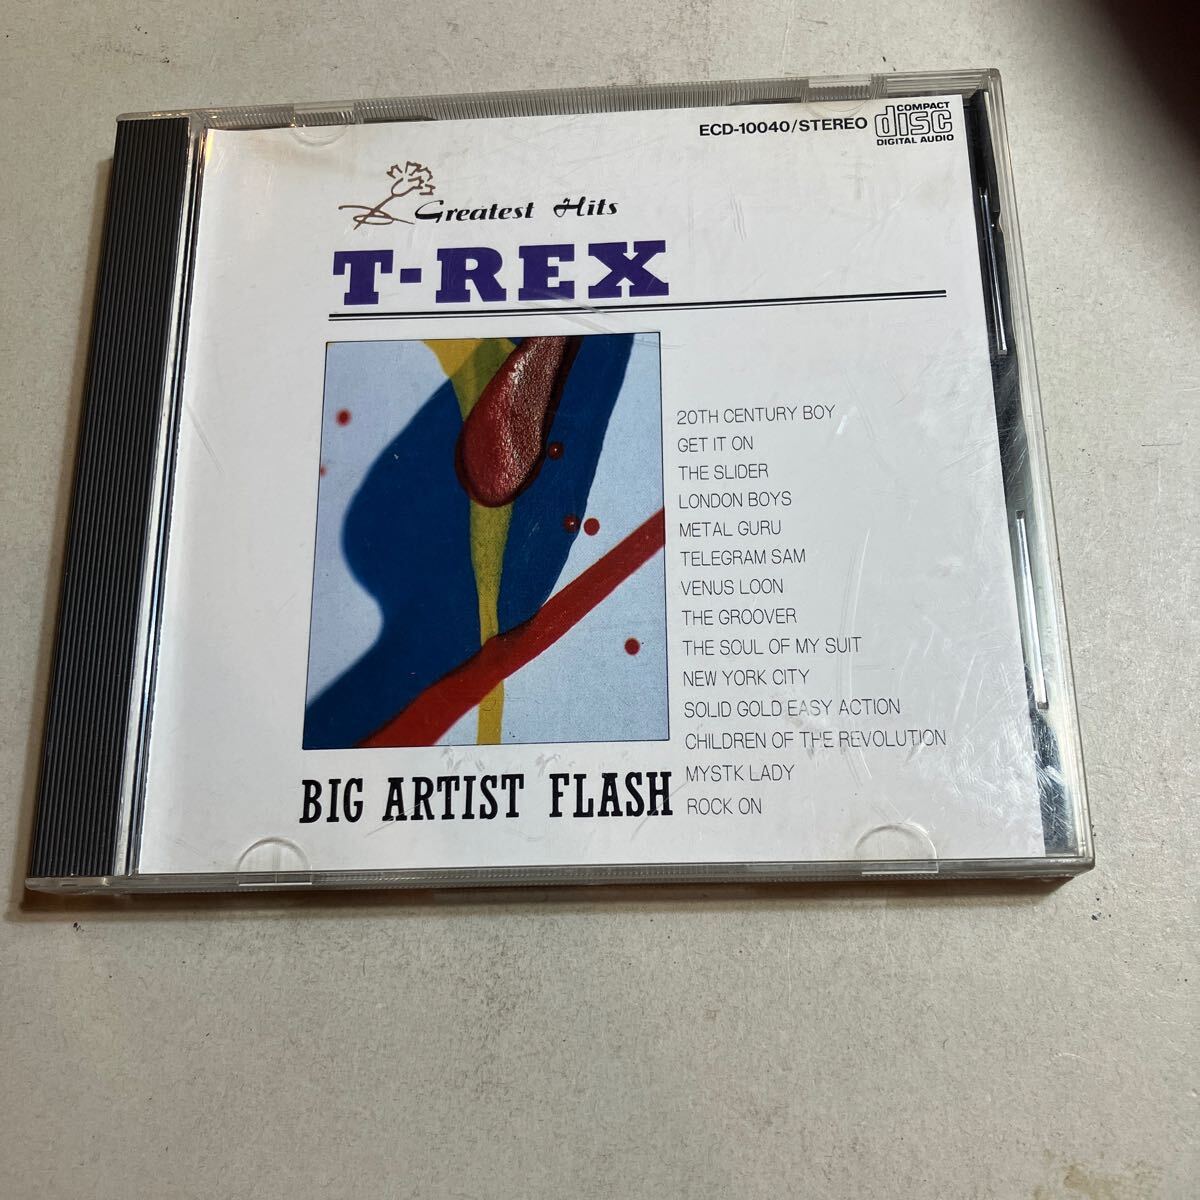 ECD-10040/STEREO
COMPACT
disc
DIGITAL AUDIO
Greatest Hits
T-REX
20TH CENTURY BOY
GET IT ON
THE SLIDER
LONDON BOYS
METAL GURU
TELEGRAM SAM
VENUS LOON
THE GROOVER
THE SOUL OF MY SUIT
NEW YORK CITY
SOLID GOLD EASY ACTION
CHILDREN OF THE REVOLUTION
MYSTK LADY
ROCK ON
BIG ARTIST FLASH